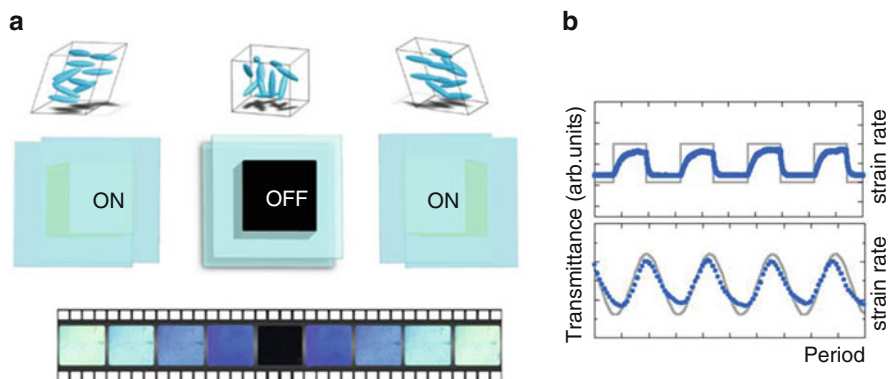 a
ON
OFF
ON
b
Transmittance (arb.units)
strain rate
strain rate
Period